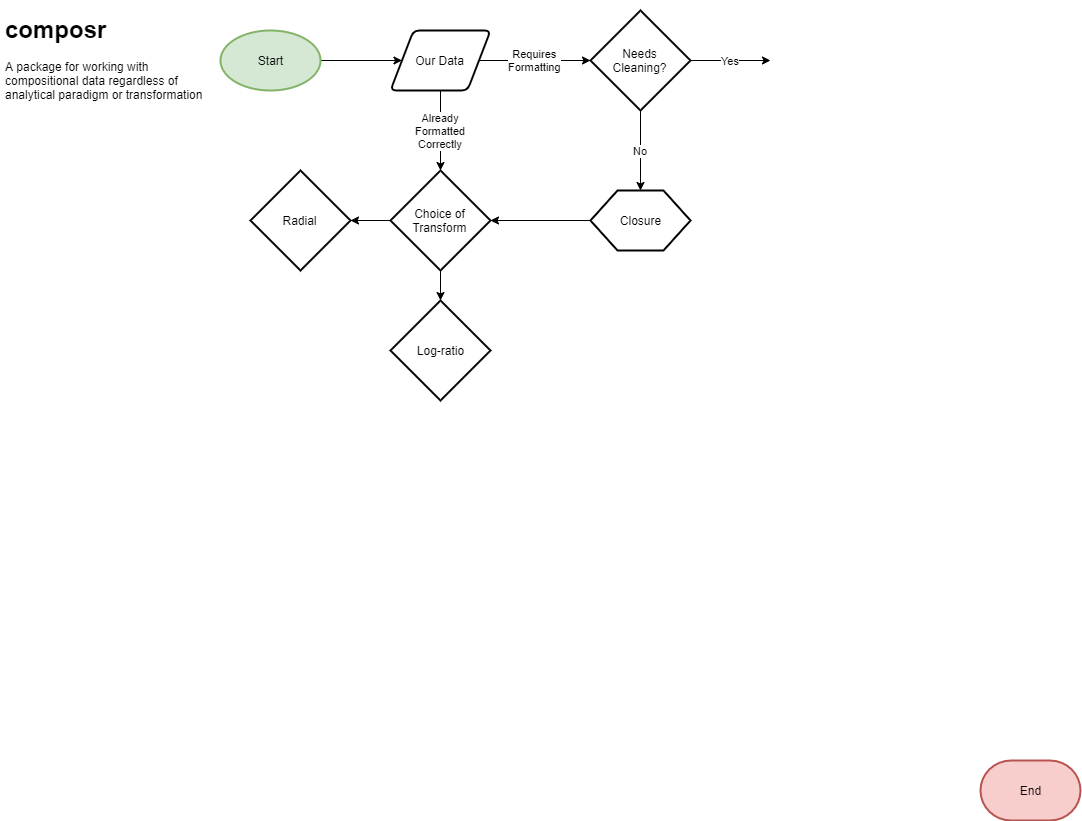 composr
A package for working with
compositional data regardless of
analytical paradigm or transformation
Start
Our Data
Requires
Formatting
Needs
Cleaning?
Yes
Already
Formatted
Correctly
No
Radial
Choice of
Transform
Closure
Log-ratio
End